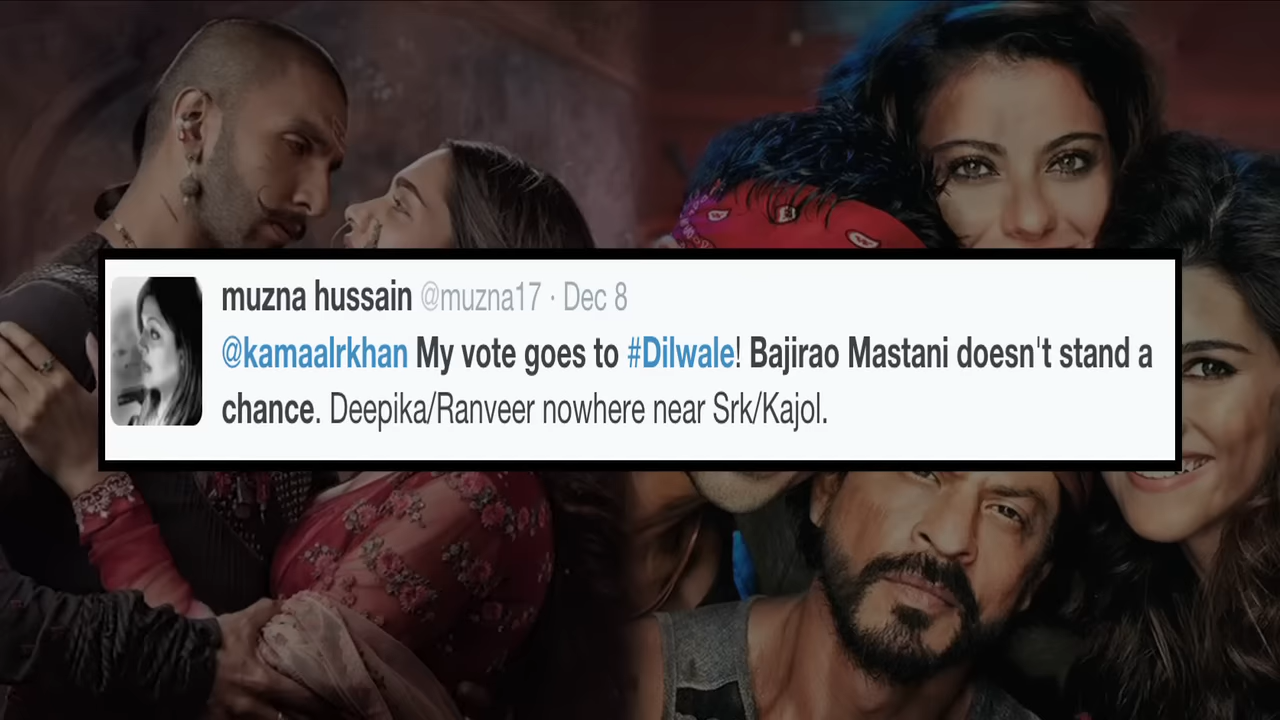 muzna hussain @muzna17 · Dec 8
@kamaalrkhan My vote goes to #Dilwale! Bajirao Mastani doesn't stand a
chance. Deepika/Ranveer nowhere near Srk/Kajol.